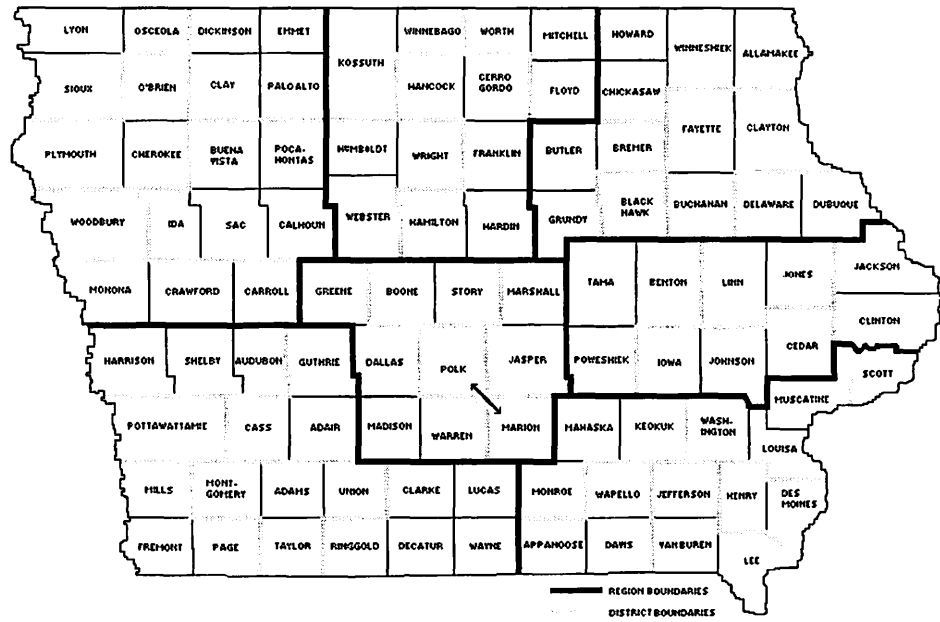 LYON OSCEOLA DICKINSON EMMET WINNEBAGO WORTH MITCHELL HOWARD WINNESHIEK ALLAMAKEE
KOSSUTH
SIOUX O'BRIEN CLAY PALO ALTO HANCOCK CERRO GORDO FLOYD CHICKASAW
FAYETTE CLAYTON
PLYMOUTH CHEROKEE BUENA VISTA POCA-HONTAS HUMBOLDT WRIGHT FRANKLIN BUTLER BREMER
WOODBURY IDA SAC CALHOUN WEBSTER HAMILTON HARDIN GRUNDY BLACK HAWK BUCHANAN DELAWARE DUBUQUE
MONONA CRAWFORD CARROLL GREENE BOONE STORY MARSHALL TAMA BENTON LINN JONES JACKSON
CLINTON
HARRISON SHELBY AUDUBON GUTHRIE DALLAS POLK JASPER POWESHIEK IOWA JOHNSON CEDAR SCOTT
MUSCATINE
POTTAWATTAMIE CASS ADAIR MADISON WARREN MARION MAHASKA KEOKUK WASH-INGTON
LOUISA
MILLS MONT-GOMERY ADAMS UNION CLARKE LUCAS MONROE WAPELLO JEFFERSON HENRY DES MOINES
FREMONT PAGE TAYLOR RINGGOLD DECATUR WAYNE APPANOOSE DAVIS VAN BUREN LEE
REGION BOUNDARIES
DISTRICT BOUNDARIES